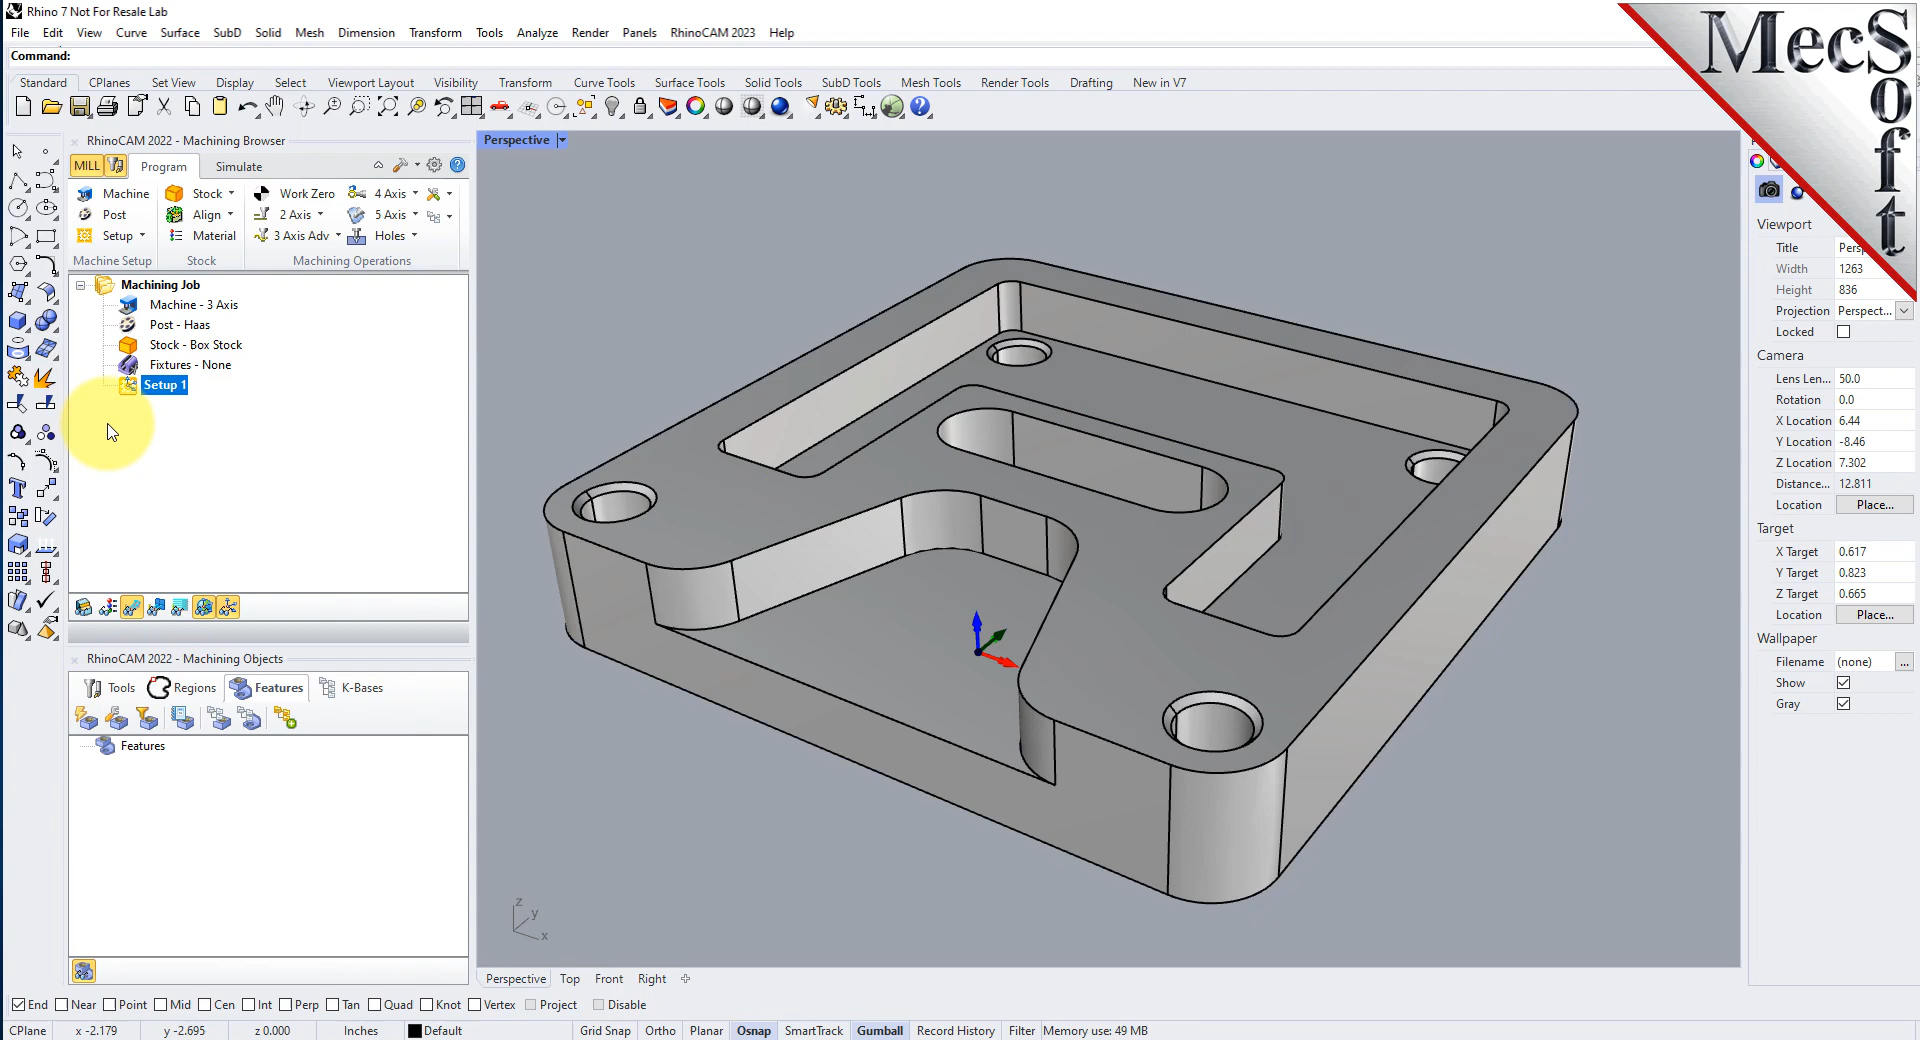 Rhino 7 Not For Resale Lab
File Edit View Curve Surface SubD Solid Mesh Dimension Transform Tools Analyze Render Panels RhinoCAM 2023 Help
Command:
Standard CPlanes Set View Display Select Viewport Layout Visibility Transform Curve Tools Surface Tools Solid Tools SubD Tools Mesh Tools Render Tools Drafting New in V7
MecSoft
RhinoCAM 2022 - Machining Browser
MILL Program Simulate
Machine Stock Work Zero 4 Axis
Post Align 2 Axis 5 Axis
Setup Material 3 Axis Adv Holes
Machine Setup Stock Machining Operations
Machining Job
Machine - 3 Axis
Post - Haas
Stock - Box Stock
Fixtures - None
Setup 1
RhinoCAM 2022 - Machining Objects
Tools Regions Features K-Bases
Features
Perspective
z
y
x
Perspective Top Front Right
Viewport
Title
Width 1263
Height 836
Projection Perspect...
Locked
Camera
Lens Len... 50.0
Rotation 0.0
X Location 6.44
Y Location -8.46
Z Location 7.302
Distance... 12.811
Location Place...
Target
X Target 0.617
Y Target 0.823
Z Target 0.665
Location Place...
Wallpaper
Filename (none) ...
Show
Gray
End Near Point Mid Cen Int Perp Tan Quad Knot Vertex Project Disable
CPlane x -2.179 y -2.695 z 0.000 Inches Default Grid Snap Ortho Planar Osnap SmartTrack Gumball Record History Filter Memory use: 49 MB